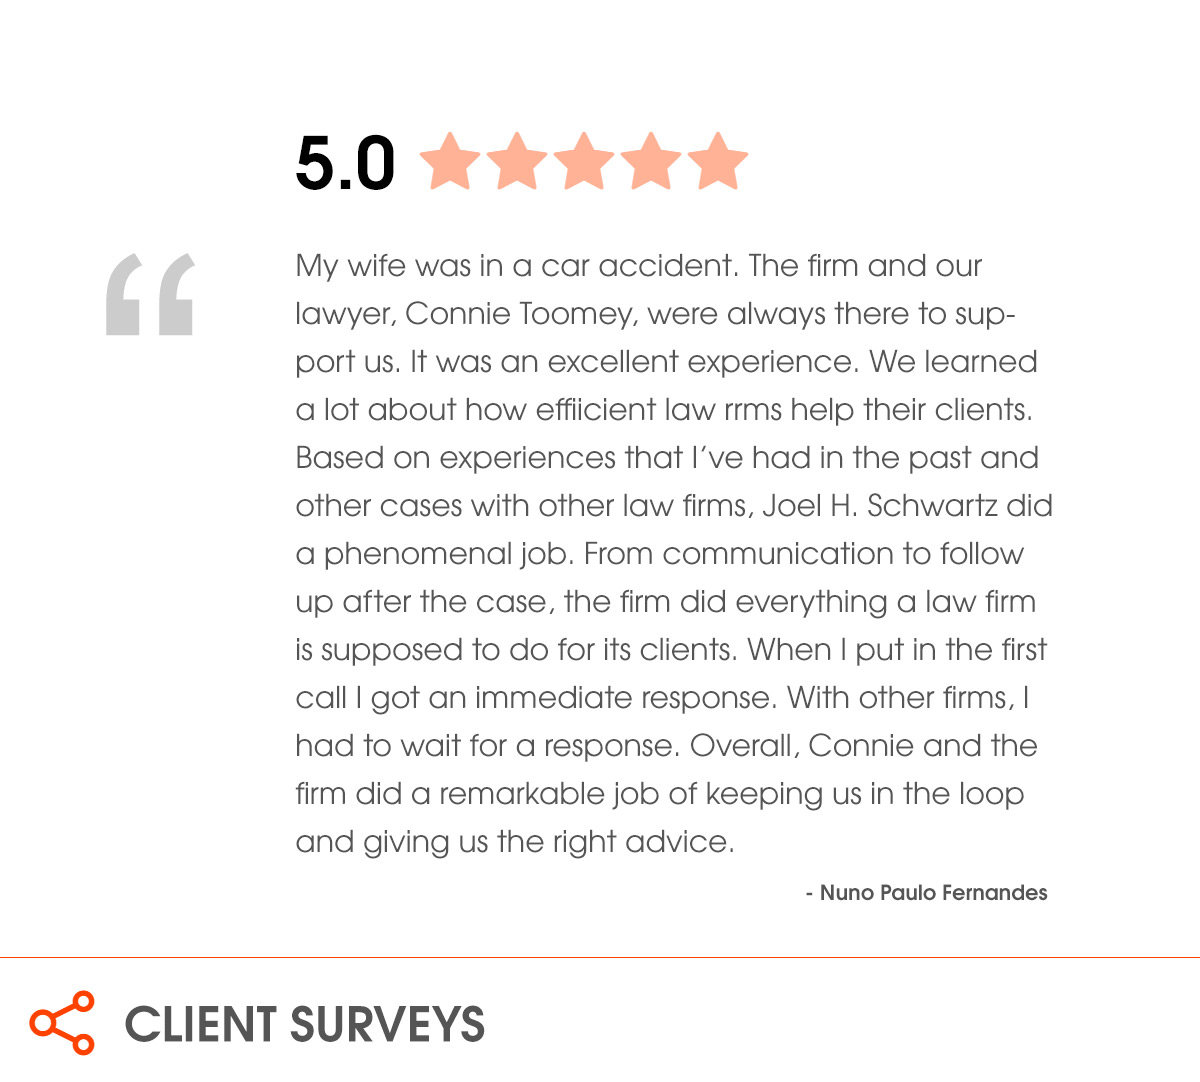 5.0
“
My wife was in a car accident. The firm and our
lawyer, Connie Toomey, were always there to sup-
port us. It was an excellent experience. We learned
a lot about how effiicient law rrms help their clients.
Based on experiences that I’ve had in the past and
other cases with other law firms, Joel H. Schwartz did
a phenomenal job. From communication to follow
up after the case, the firm did everything a law firm
is supposed to do for its clients. When I put in the first
call I got an immediate response. With other firms, I
had to wait for a response. Overall, Connie and the
firm did a remarkable job of keeping us in the loop
and giving us the right advice.
- Nuno Paulo Fernandes
CLIENT SURVEYS